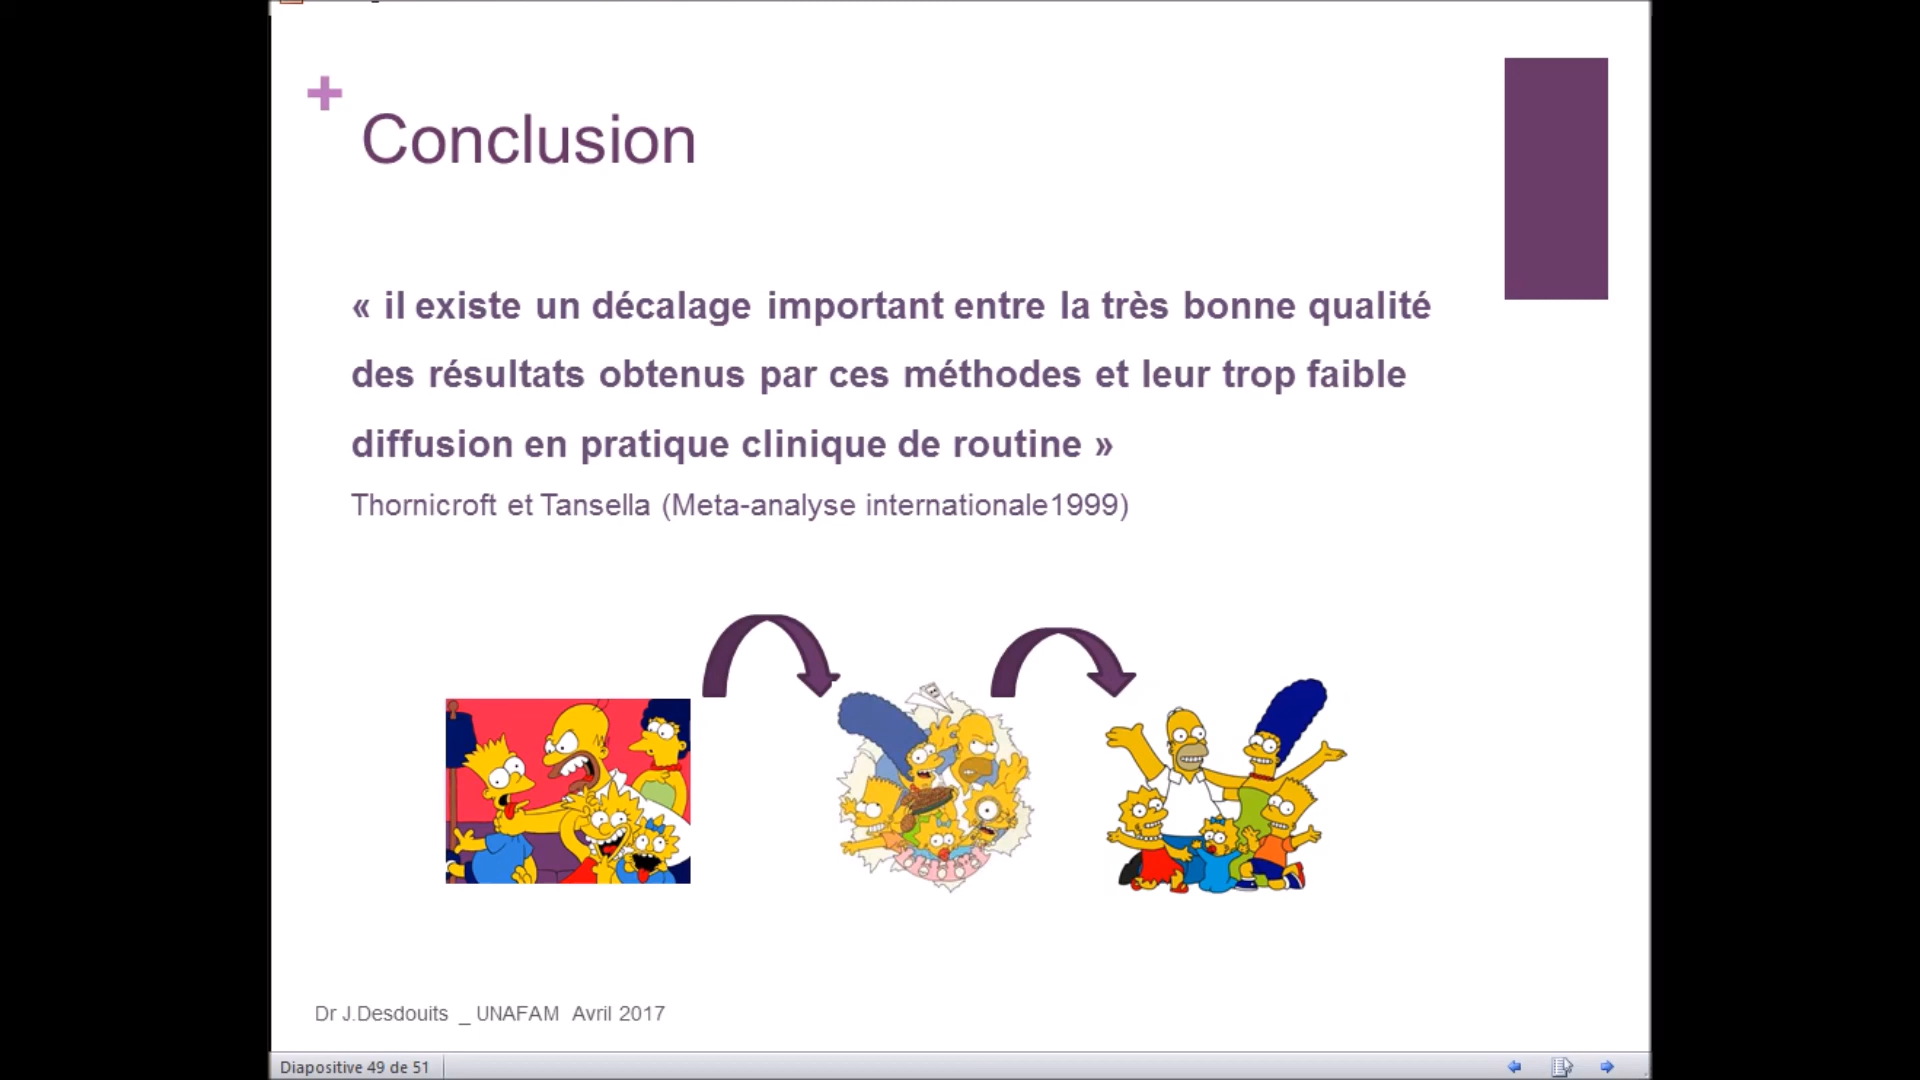 +
Conclusion
« il existe un décalage important entre la très bonne qualité
des résultats obtenus par ces méthodes et leur trop faible
diffusion en pratique clinique de routine »
Thornicroft et Tansella (Meta-analyse internationale1999)
Dr J.Desdouits _ UNAFAM Avril 2017
Diapositive 49 de 51